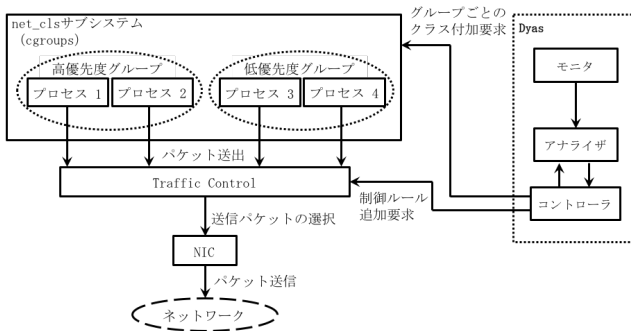 net_clsサブシステム
(cgroups)
高優先度グループ
低優先度グループ
プロセス 1
プロセス 2
プロセス 3
プロセス 4
グループごとの
クラス付加要求
Dyas
モニタ
アナライザ
コントローラ
パケット送出
Traffic Control
制御ルール
追加要求
送信パケットの選択
NIC
パケット送信
ネットワーク